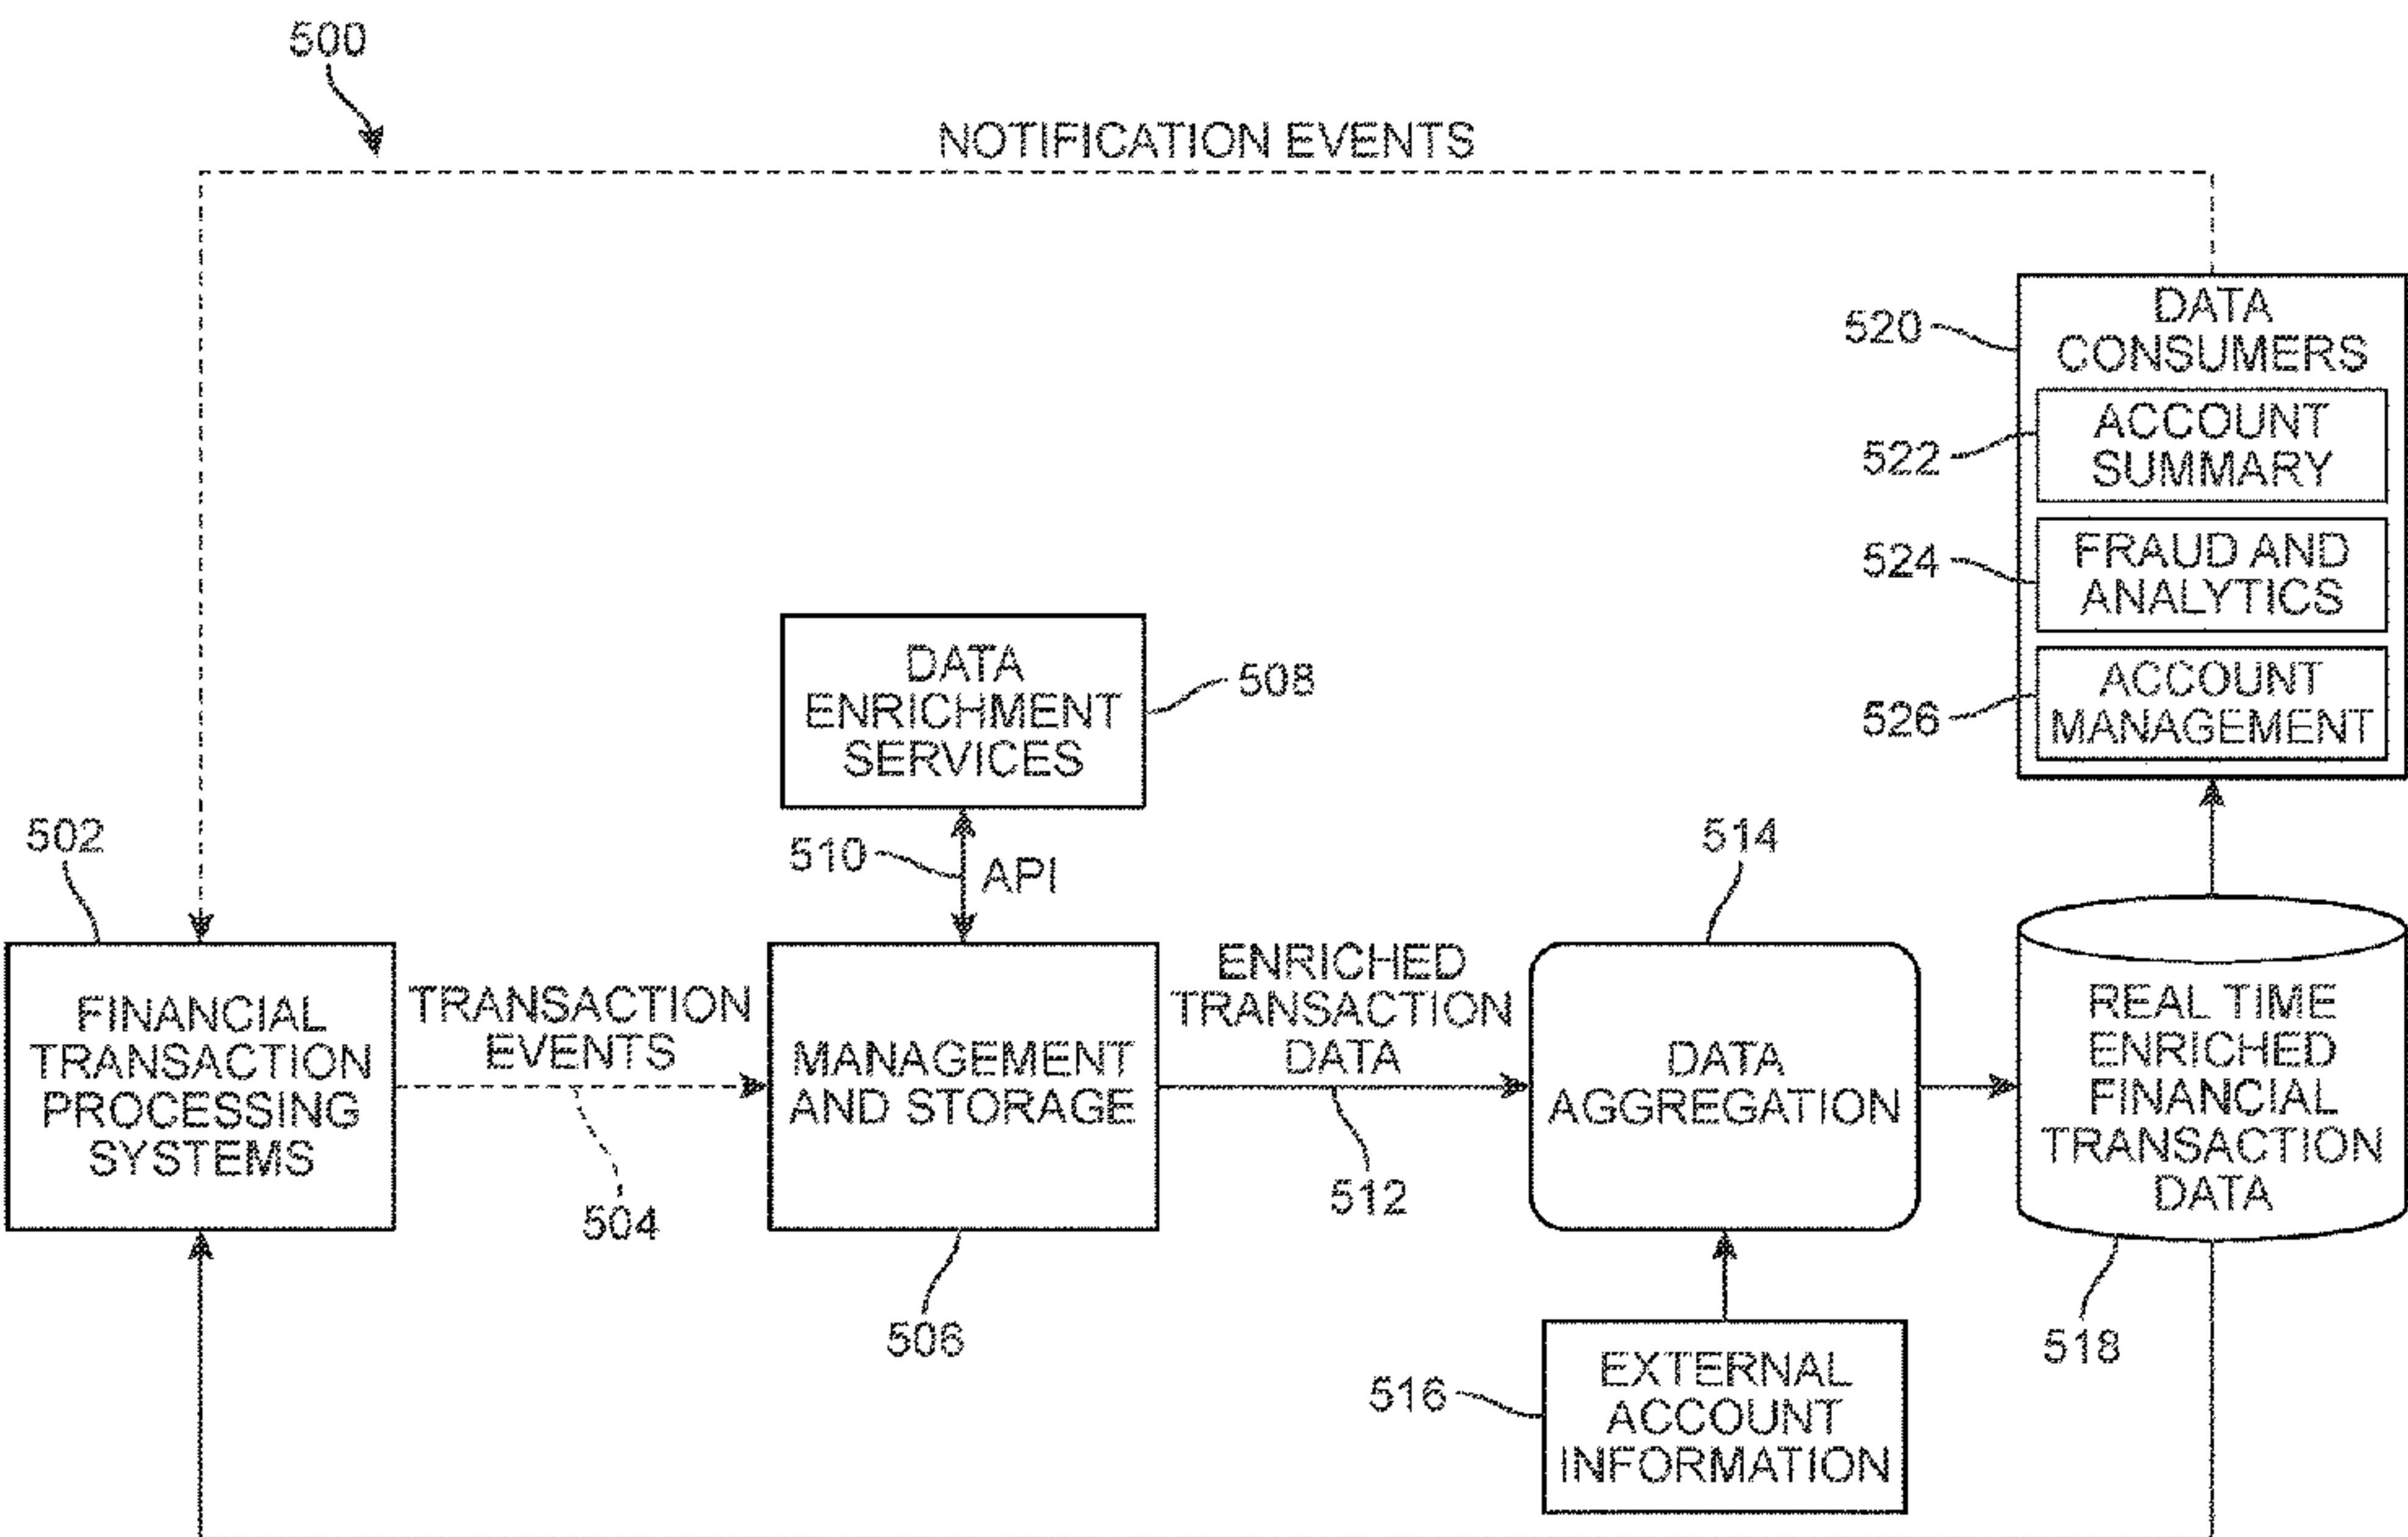 500
NOTIFICATION EVENTS
520
DATA
CONSUMERS
522
ACCOUNT
SUMMARY
524
FRAUD AND
ANALYTICS
526
ACCOUNT
MANAGEMENT
DATA
ENRICHMENT
SERVICES
508
510
API
502
FINANCIAL
TRANSACTION
PROCESSING
SYSTEMS
TRANSACTION
EVENTS
504
MANAGEMENT
AND STORAGE
506
ENRICHED
TRANSACTION
DATA
512
514
DATA
AGGREGATION
516
EXTERNAL
ACCOUNT
INFORMATION
REAL TIME
ENRICHED
FINANCIAL
TRANSACTION
DATA
518